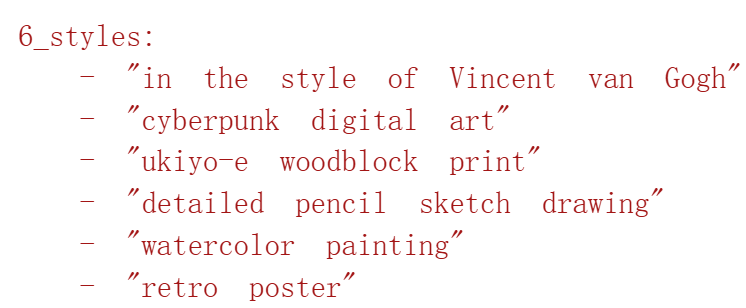 6_styles:
- "in the style of Vincent van Gogh"
- "cyberpunk digital art"
- "ukiyo-e woodblock print"
- "detailed pencil sketch drawing"
- "watercolor painting"
- "retro poster"